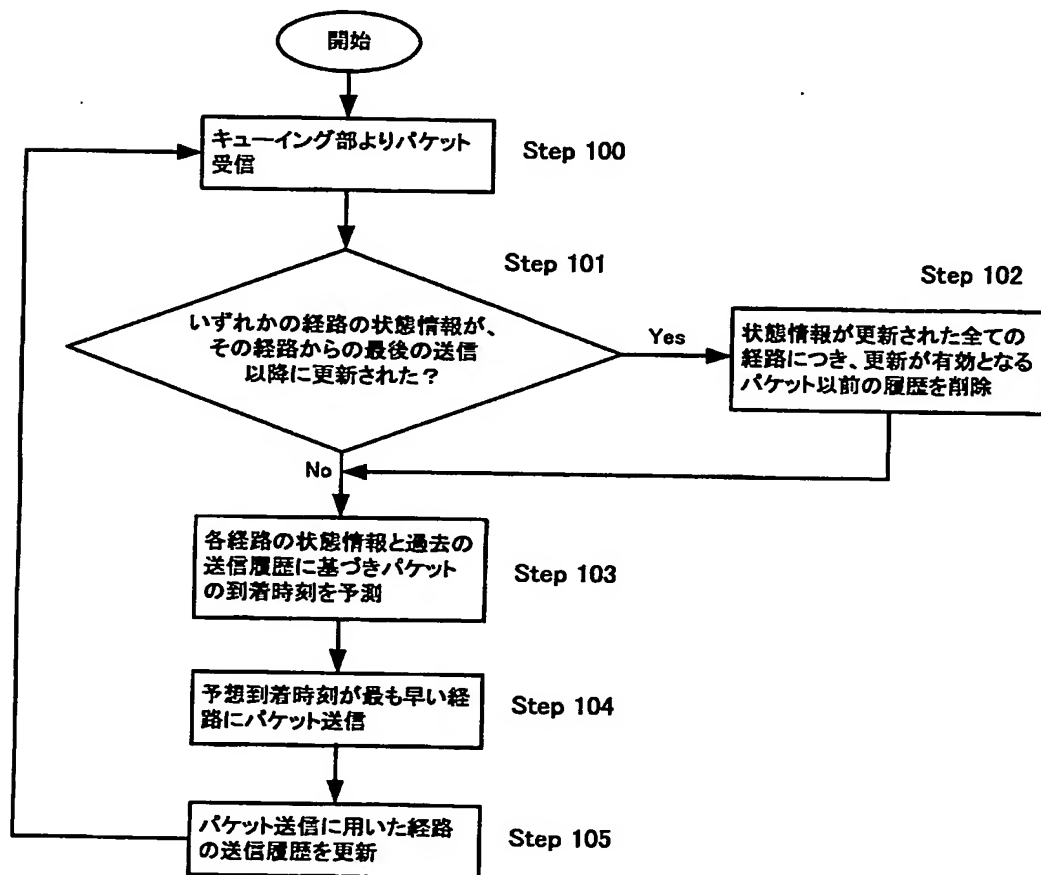 開始
キューイング部よりパケット
受信
Step 100
Step 101
いずれかの経路の状態情報が、
その経路からの最後の送信
以降に更新された？
Yes
Step 102
状態情報が更新された全ての
経路につき、更新が有効となる
パケット以前の履歴を削除
No
各経路の状態情報と過去の
送信履歴に基づきパケット
の到着時刻を予測
Step 103
予想到着時刻が最も早い経
路にパケット送信
Step 104
パケット送信に用いた経路
の送信履歴を更新
Step 105